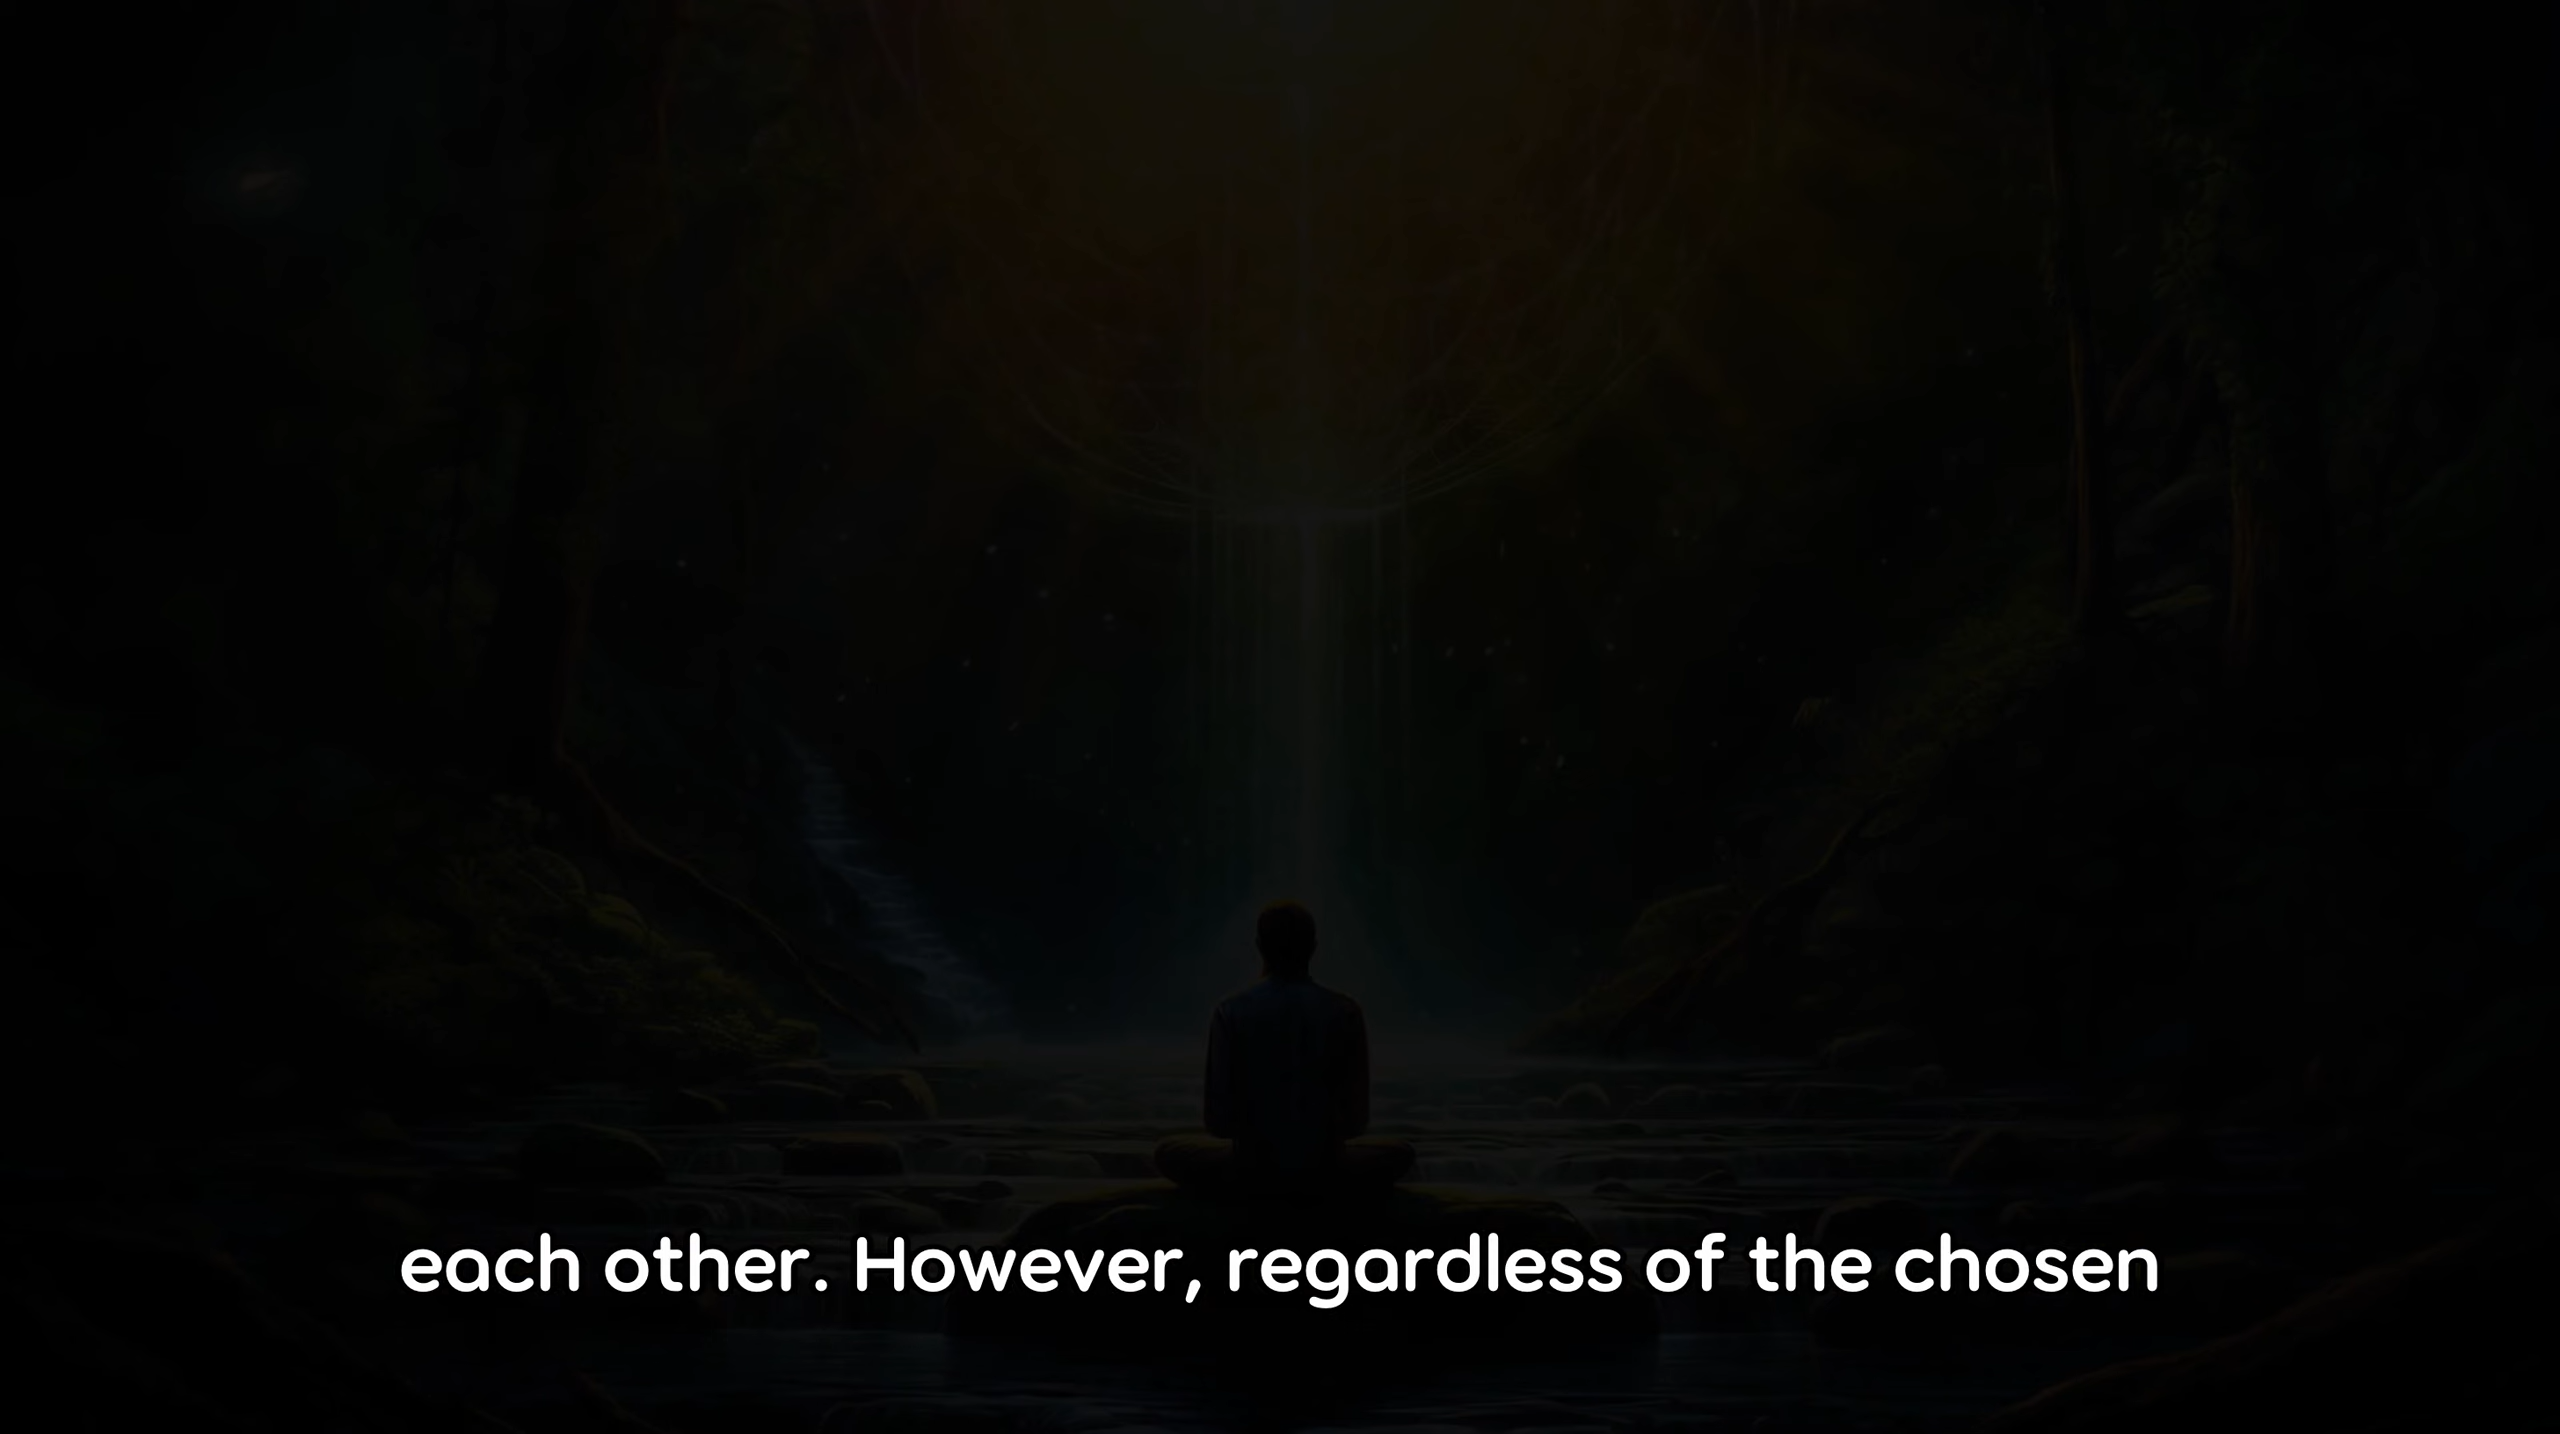 each other. However, regardless of the chosen